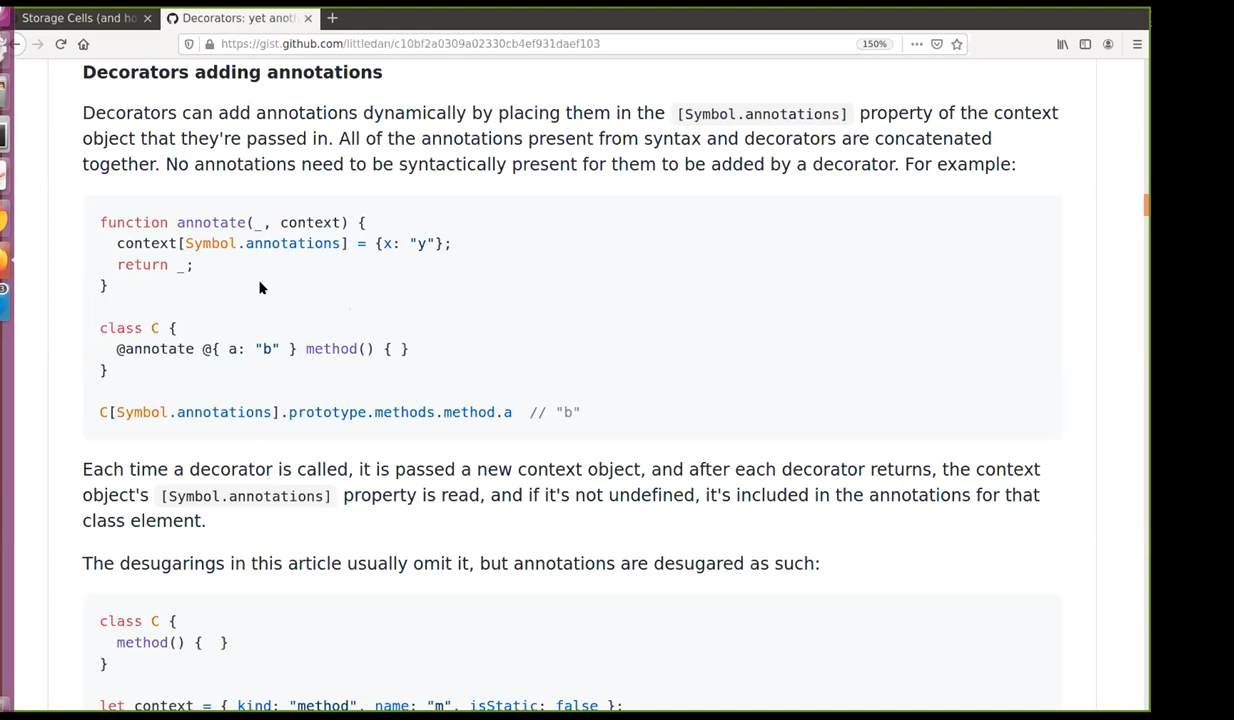 Storage Cells (and ho
Decorators: yet anot
https://gist.github.com/littledan/c10bf2a0309a02330cb4ef931daef103
150%
Decorators adding annotations
Decorators can add annotations dynamically by placing them in the [Symbol.annotations] property of the context
object that they're passed in. All of the annotations present from syntax and decorators are concatenated
together. No annotations need to be syntactically present for them to be added by a decorator. For example:
function annotate(_, context) {
context[Symbol.annotations] = {x: "y"};
return _;
}
class C {
@annotate @{ a: "b" } method() { }
}
C[Symbol.annotations].prototype.methods.method.a // "b"
Each time a decorator is called, it is passed a new context object, and after each decorator returns, the context
object's [Symbol.annotations] property is read, and if it's not undefined, it's included in the annotations for that
class element.
The desugarings in this article usually omit it, but annotations are desugared as such:
class C {
method() { }
}
let context = { kind: "method", name: "m", isStatic: false };